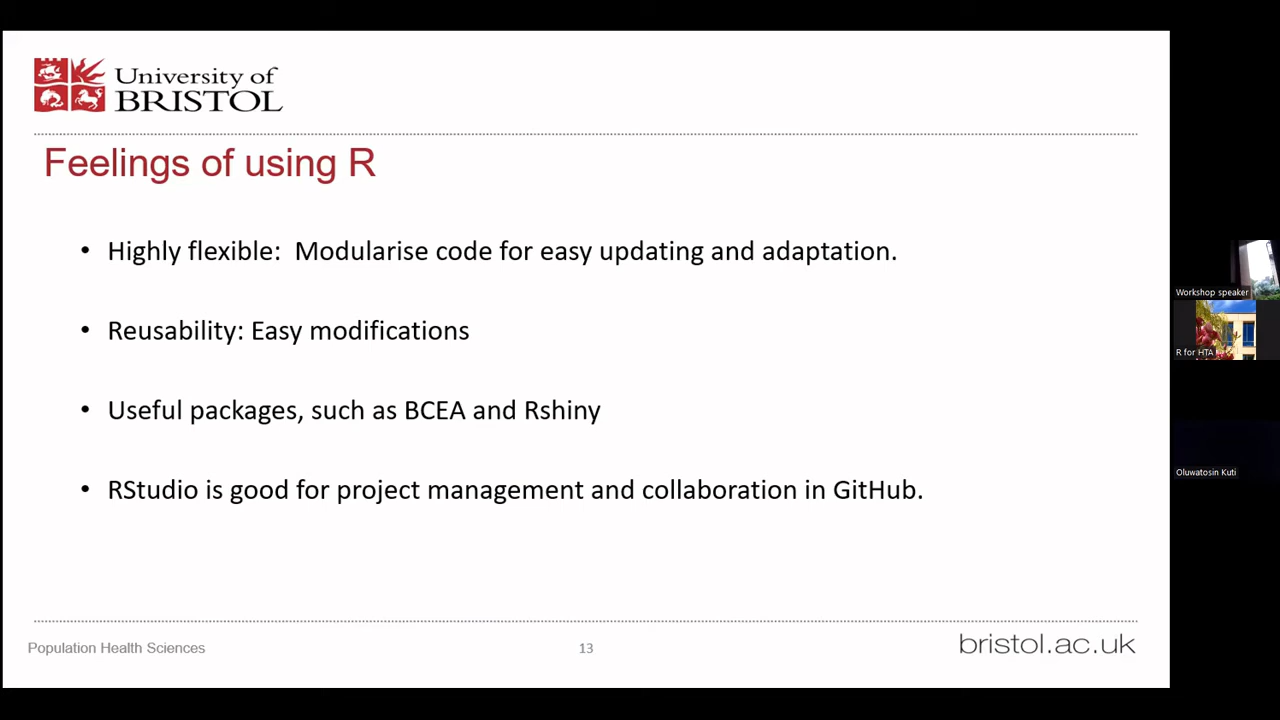 University of
BRISTOL
Feelings of using R
• Highly flexible:  Modularise code for easy updating and adaptation.
• Reusability: Easy modifications
• Useful packages, such as BCEA and Rshiny
• RStudio is good for project management and collaboration in GitHub.
Population Health Sciences
13
bristol.ac.uk
Workshop speaker
R for HTA
Oluwatosin Kuti